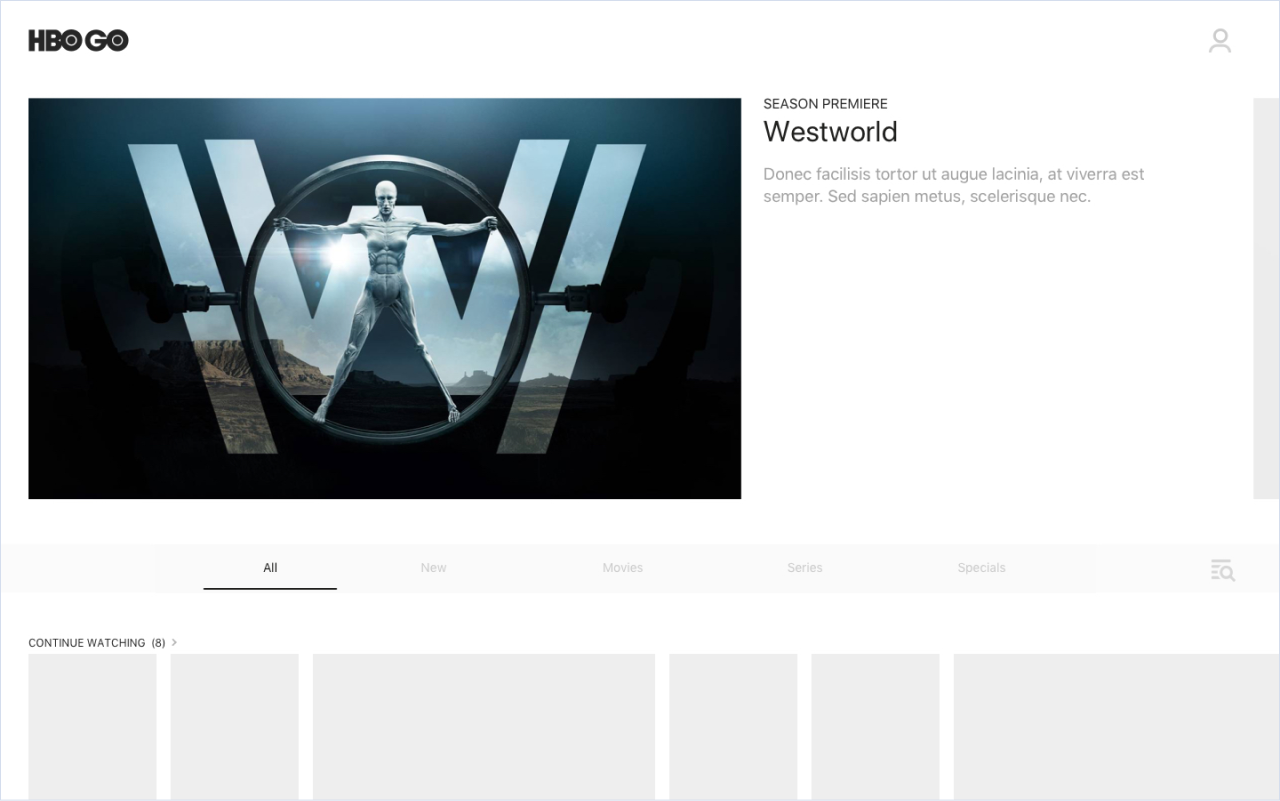 HBO GO
SEASON PREMIERE
Westworld
Donec facilisis tortor ut augue lacinia, at viverra est
semper. Sed sapien metus, scelerisque nec.
All
New
Movies
Series
Specials
CONTINUE WATCHING (8) >